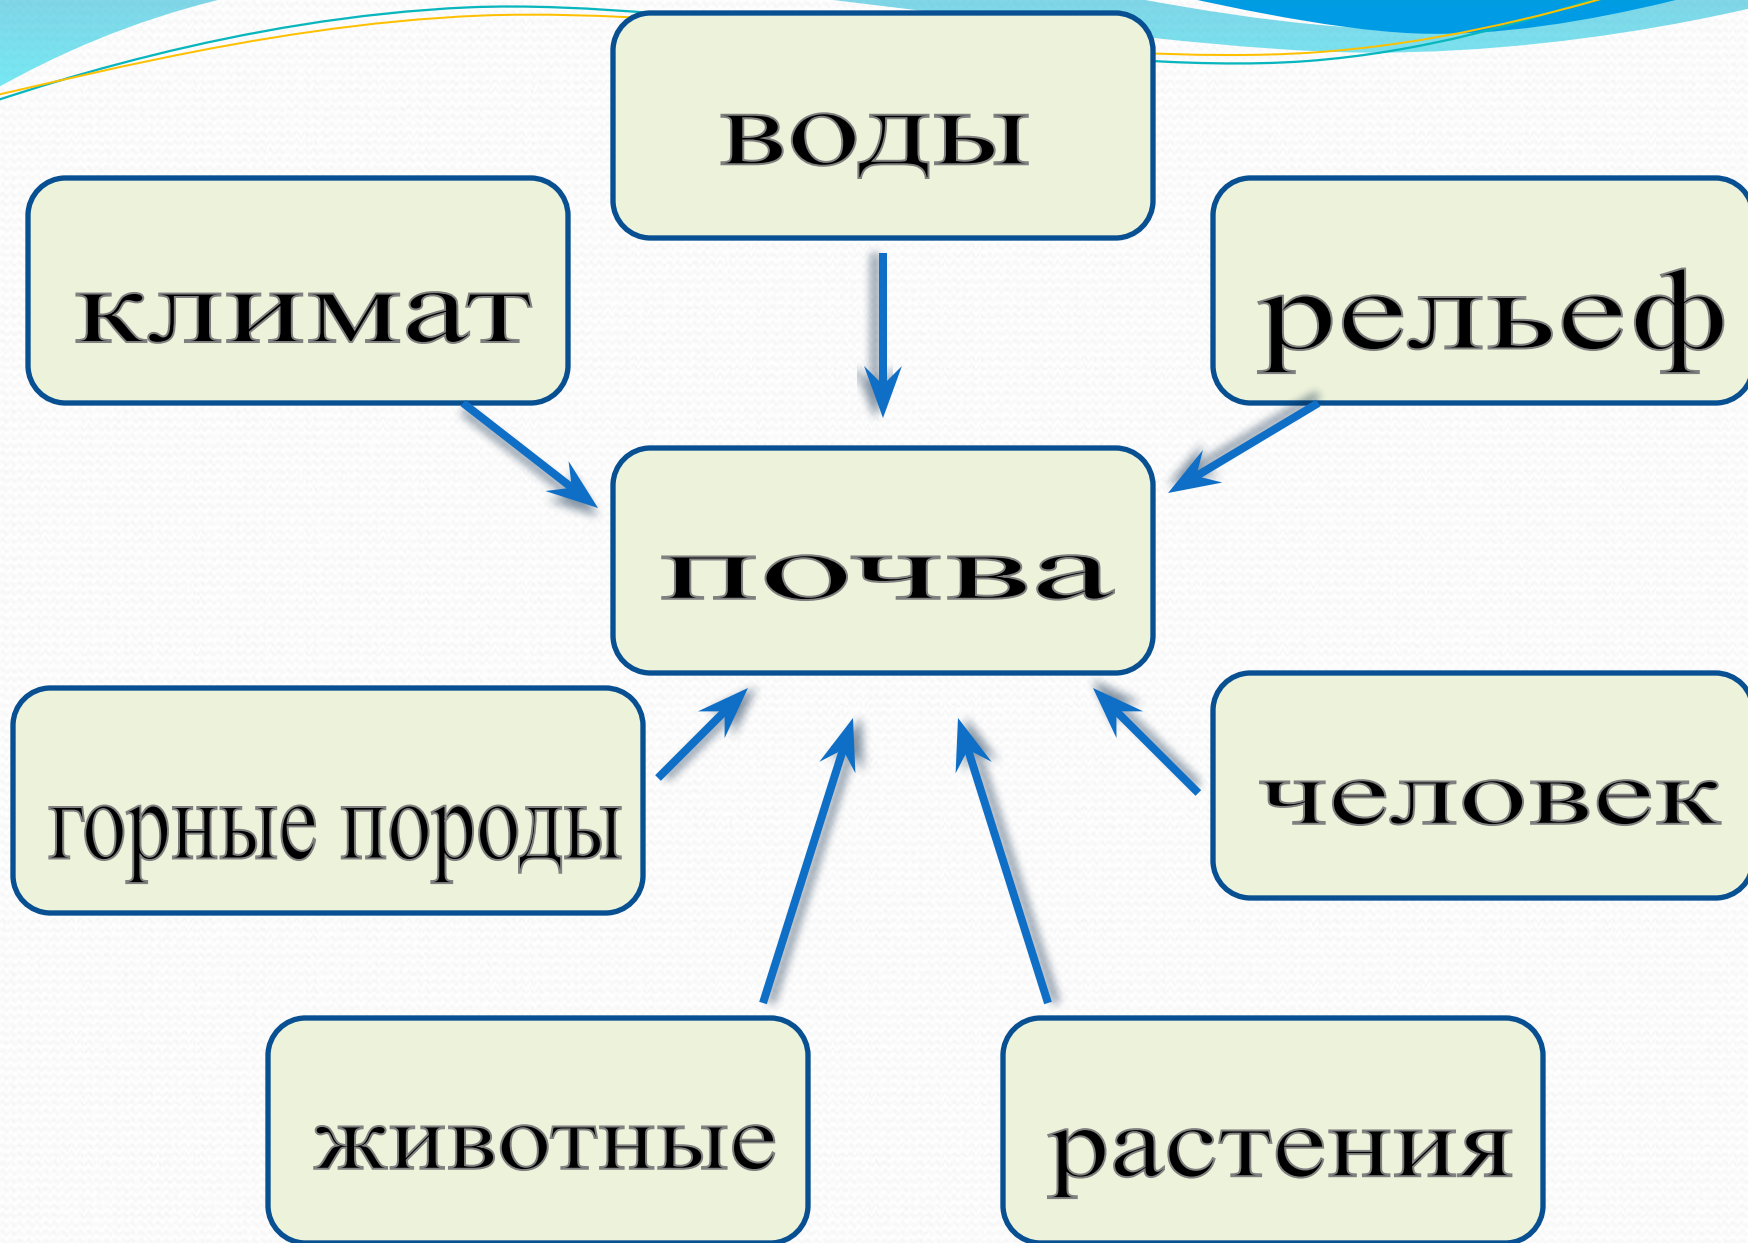 воды
климат
рельеф
почва
горные породы
человек
животные
растения